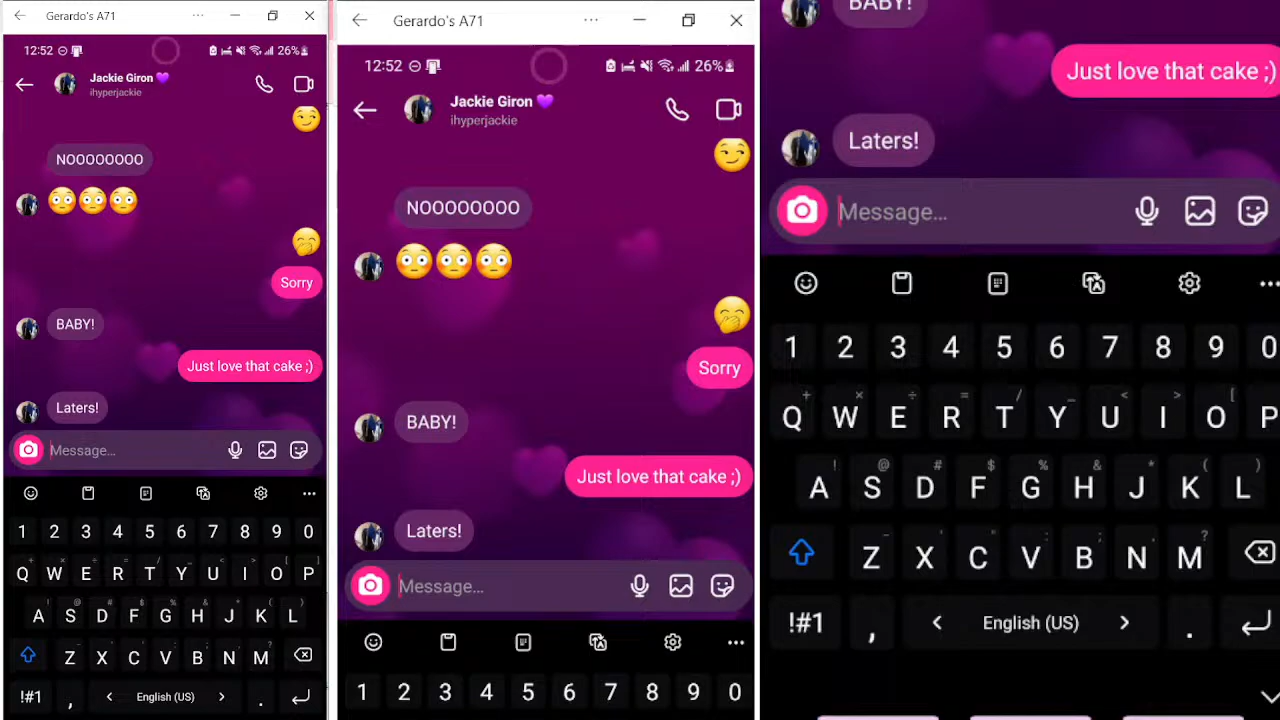 Gerardo's A71
12:52 26%
Jackie Giron 💜
ihyperjackie
😏
NOOOOOOOO
😳😳😳
🤭
Sorry
BABY!
Just love that cake ;)
Laters!
Message...
1 2 3 4 5 6 7 8 9 0
Q W E R T Y U I O P
A S D F G H J K L
Z X C V B N M
!#1 , < English (US) > .
Gerardo's A71
12:52 26%
Jackie Giron 💜
ihyperjackie
😏
NOOOOOOOO
😳😳😳
🤭
Sorry
BABY!
Just love that cake ;)
Laters!
Message...
1 2 3 4 5 6 7 8 9 0
BABY!
Just love that cake ;)
Laters!
Message...
1 2 3 4 5 6 7 8 9 0
Q W E R T Y U I O P
A S D F G H J K L
Z X C V B N M
!#1 , < English (US) > .